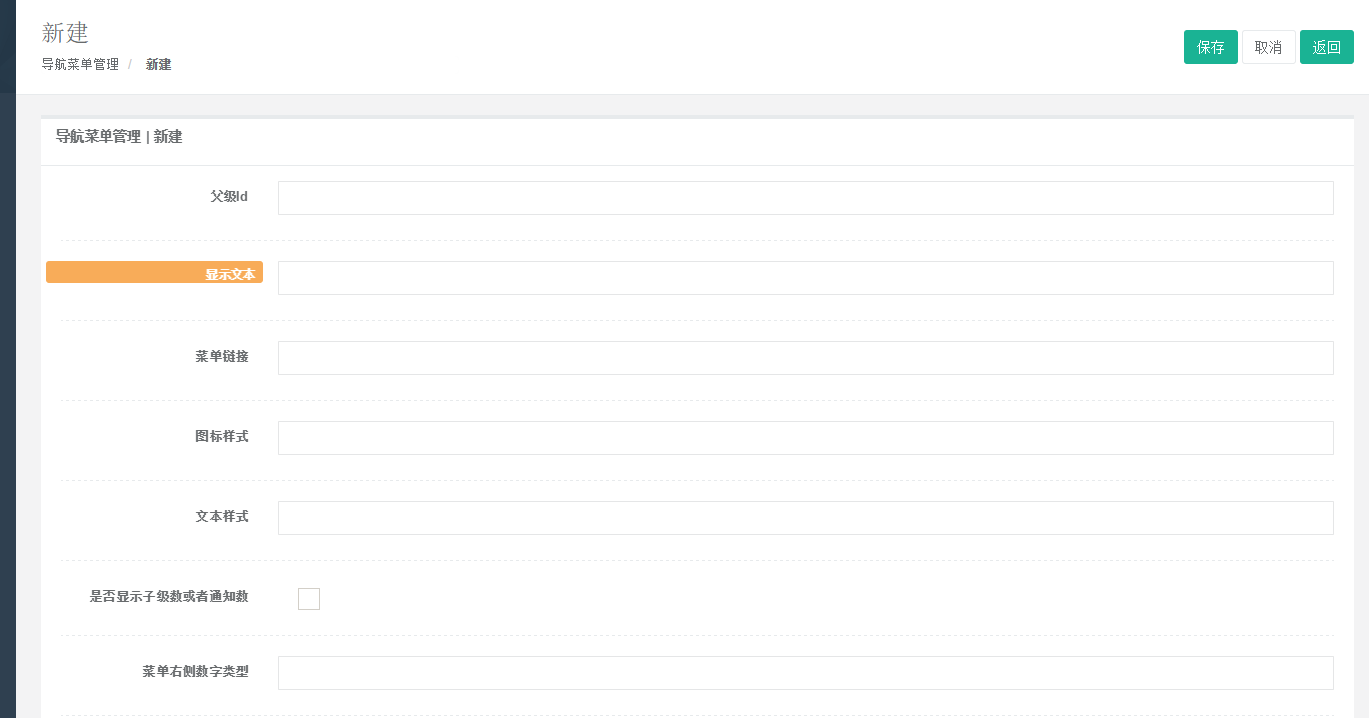 新建
导航菜单管理 / 新建
保存 取消 返回
导航菜单管理 | 新建
父级Id
显示文本
菜单链接
图标样式
文本样式
是否显示子级数或者通知数
菜单右侧数字类型